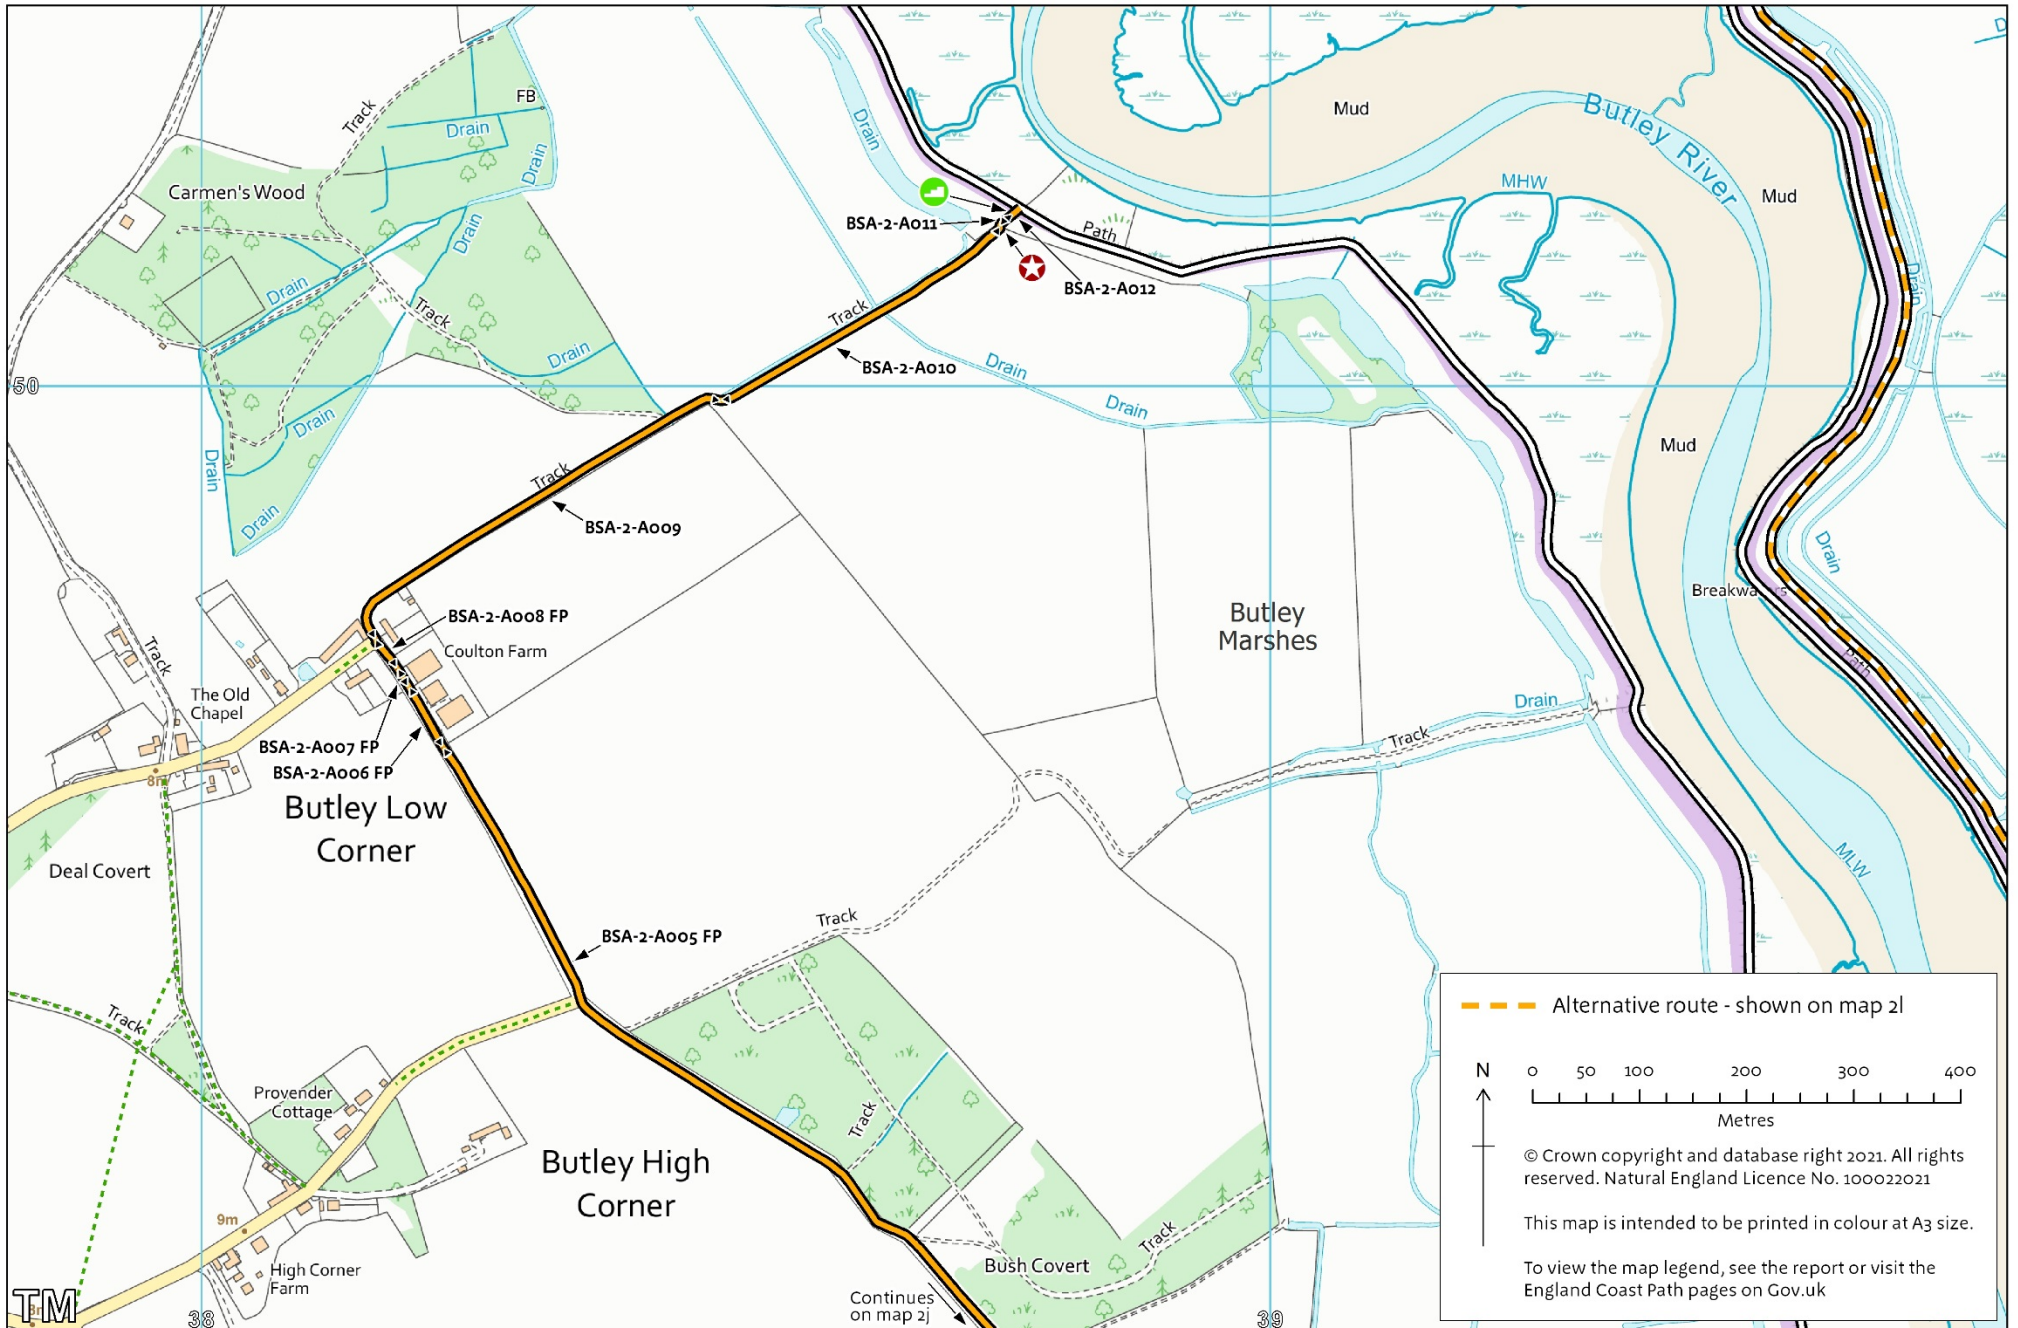 FB
Track
Drain
Drain
Drain
Carmen's Wood
Drain
Drain
Track
Drain
Drain
Drain
Drain
Mud
Butley River
Mud
MHW
BSA-2-A011
Path
BSA-2-A012
Track
BSA-2-A010
50
Drain
Drain
Drain
Mud
Track
BSA-2-A009
Drain
Breakwa rs
Path
Butley
Marshes
BSA-2-A008 FP
Coulton Farm
Track
The Old
Chapel
BSA-2-A007 FP
BSA-2-A006 FP
8m
Butley Low
Corner
Deal Covert
Drain
Track
MLW
Track
BSA-2-A005 FP
Track
Provender
Cottage
Track
Butley High
Corner
9m
High Corner
Farm
Bush Covert
Track
Continues
on map 2j
TM
38
39
Alternative route - shown on map 2l
N
0 50 100 200 300 400
Metres
© Crown copyright and database right 2021. All rights
reserved. Natural England Licence No. 100022021
This map is intended to be printed in colour at A3 size.
To view the map legend, see the report or visit the
England Coast Path pages on Gov.uk